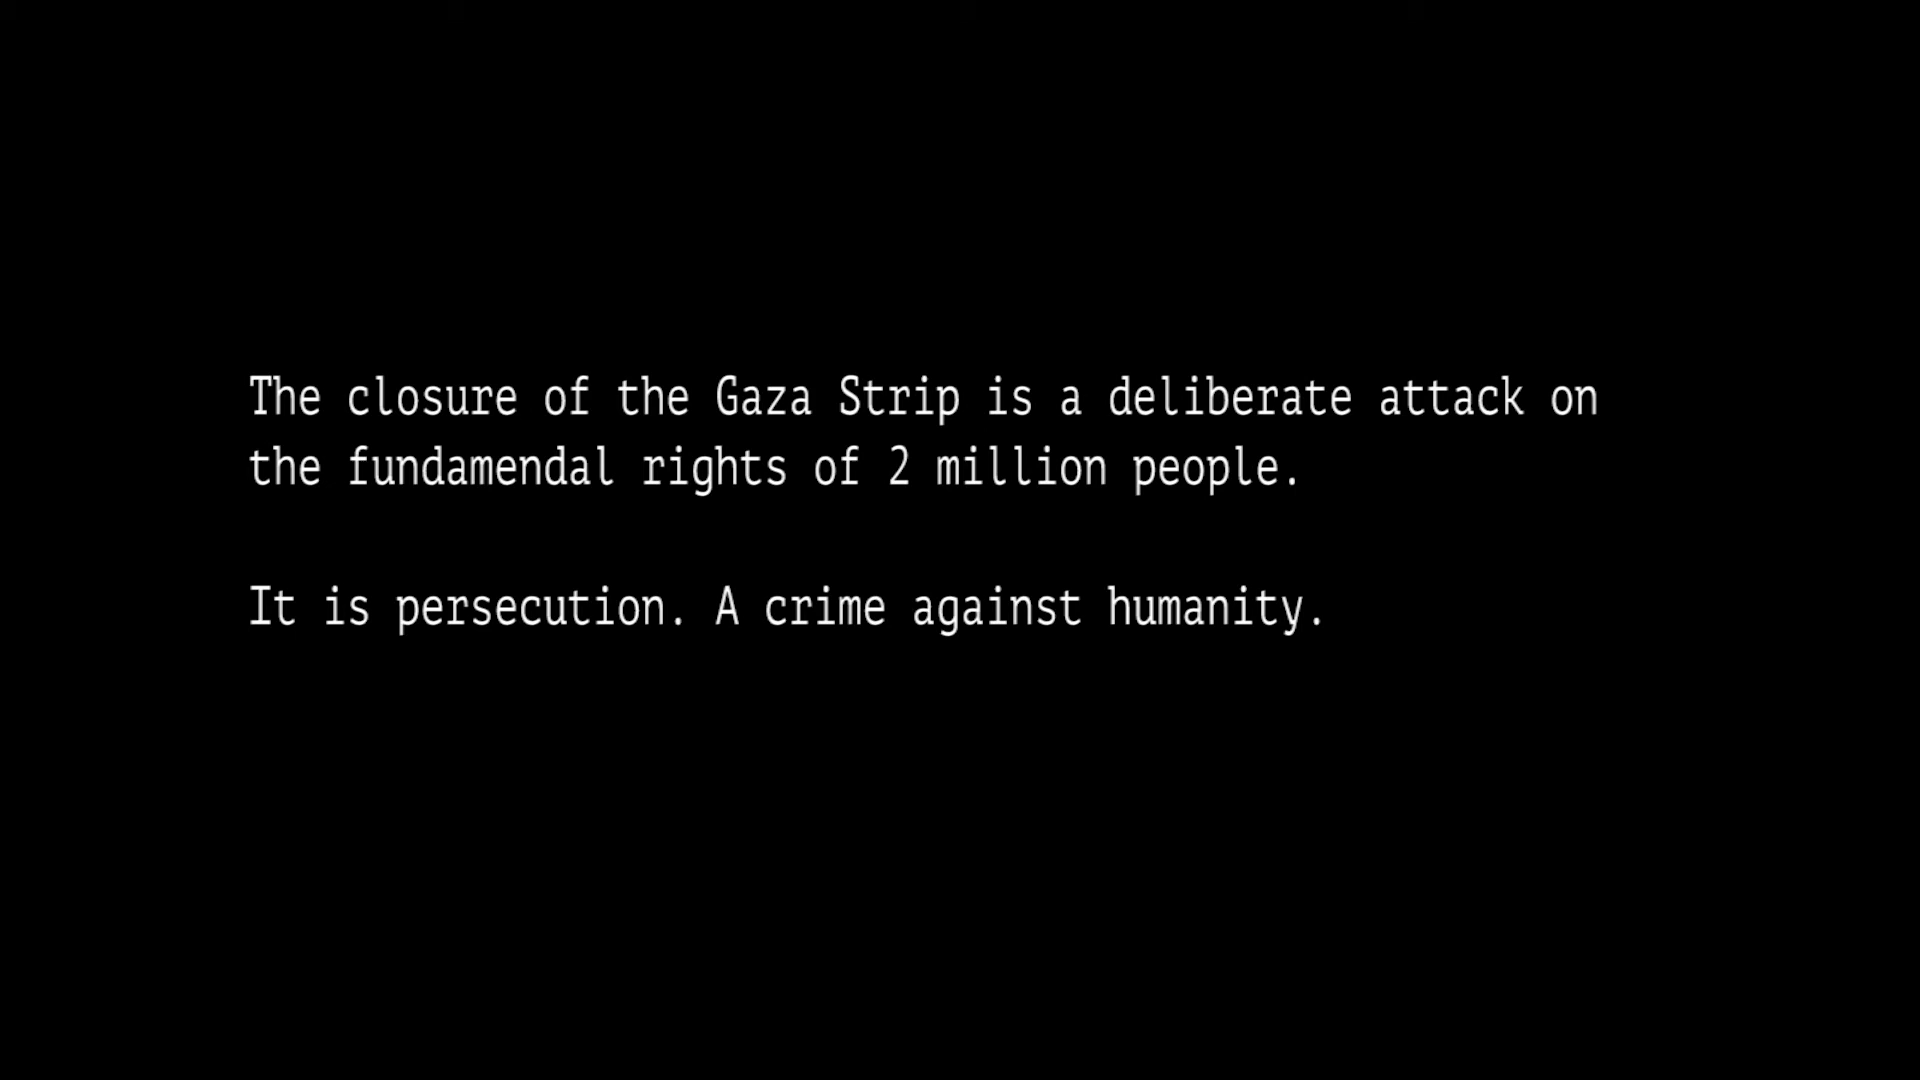 The closure of the Gaza Strip is a deliberate attack on
the fundamendal rights of 2 million people.
It is persecution. A crime against humanity.